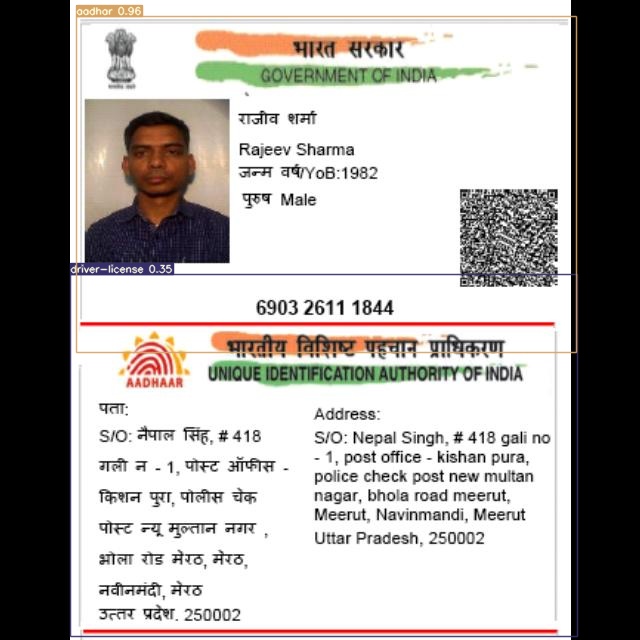 aadhar 0.96
भारत सरकार
GOVERNMENT OF INDIA
राजीव शर्मा
Rajeev Sharma
जन्म वर्ष/YoB:1982
पुरुष Male
driver-license 0.35
6903 2611 1844
भारतीय विशिष्ट पहचान प्राधिकरण
AADHAAR
UNIQUE IDENTIFICATION AUTHORITY OF INDIA
पता:
S/O: नैपाल सिंह, # 418
गली न - 1, पोस्ट ऑफीस -
किशन पुरा, पोलीस चेक
पोस्ट न्यू मुल्तान नगर ,
भोला रोड मेरठ, मेरठ,
नवीनमंदी, मेरठ
उत्तर प्रदेश. 250002
Address:
S/O: Nepal Singh, # 418 gali no
- 1, post office - kishan pura,
police check post new multan
nagar, bhola road meerut,
Meerut, Navinmandi, Meerut
Uttar Pradesh, 250002